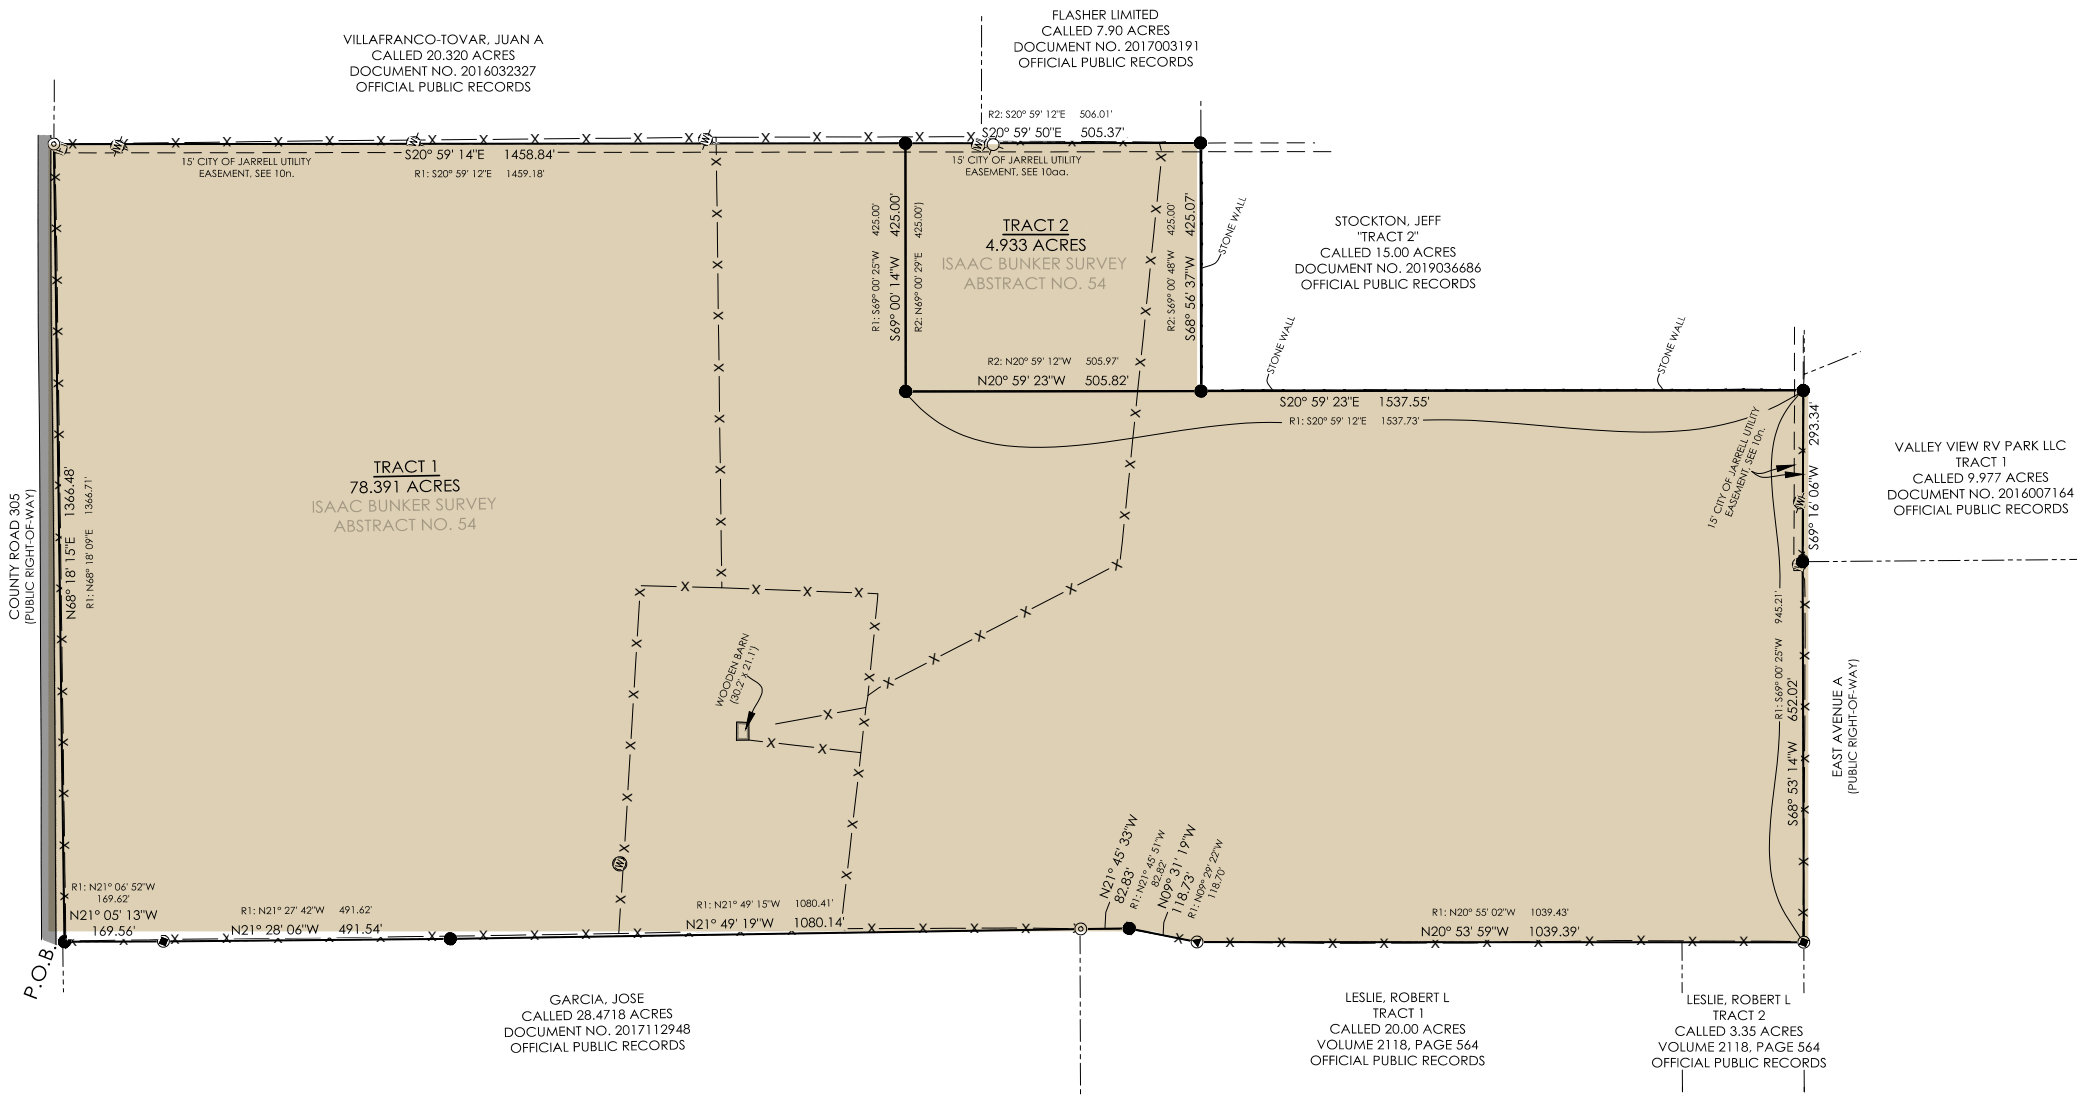 FLASHER LIMITED
CALLED 7.90 ACRES
DOCUMENT NO. 2017003191
OFFICIAL PUBLIC RECORDS
VILLAFRANCO-TOVAR, JUAN A
CALLED 20.320 ACRES
DOCUMENT NO. 2016032327
OFFICIAL PUBLIC RECORDS
R2: S20° 59' 12"E 506.01'
S20° 59' 50"E 505.37'
S20° 59' 14"E 1458.84'
R1: S20° 59' 12"E 1459.18'
15' CITY OF JARRELL UTILITY
EASEMENT, SEE 10n.
15' CITY OF JARRELL UTILITY
EASEMENT, SEE 10aa.
TRACT 2
4.933 ACRES
ISAAC BUNKER SURVEY
ABSTRACT NO. 54
R1: S69° 00' 25"W 425.00'
S69° 00' 14"W 425.00'
R2: N69° 00' 29"E 425.00')
R2: S69° 00' 48"W 425.00'
S68° 56' 37"W 425.07'
STONE WALL
STOCKTON, JEFF
"TRACT 2"
CALLED 15.00 ACRES
DOCUMENT NO. 2019036686
OFFICIAL PUBLIC RECORDS
STONE WALL
STONE WALL
R2: N20° 59' 12"W 505.97'
N20° 59' 23"W 505.82'
S20° 59' 23"E 1537.55'
R1: S20° 59' 12"E 1537.73'
15' CITY OF JARRELL UTILITY
EASEMENT, SEE 10n.
S69° 16' 06"W 293.34'
VALLEY VIEW RV PARK LLC
TRACT 1
CALLED 9.977 ACRES
DOCUMENT NO. 2016007164
OFFICIAL PUBLIC RECORDS
TRACT 1
78.391 ACRES
ISAAC BUNKER SURVEY
ABSTRACT NO. 54
COUNTY ROAD 305
(PUBLIC RIGHT-OF-WAY)
N68° 18' 15"E 1366.48'
R1: N68° 18' 09"E 1366.71'
WOODEN BARN
(30.2' x 21.1')
R1: S69° 00' 25"W 945.21'
S68° 53' 14"W 652.02'
EAST AVENUE A
(PUBLIC RIGHT-OF-WAY)
R1: N21° 06' 52"W
169.62'
N21° 05' 13"W
169.56'
R1: N21° 27' 42"W 491.62'
N21° 28' 06"W 491.54'
R1: N21° 49' 15"W 1080.41'
N21° 49' 19"W 1080.14'
N21° 45' 33"W
82.83'
R1: N21° 45' 51"W
82.82'
N09° 31' 19"W
118.73'
R1: N09° 29' 22"W
118.70'
R1: N20° 55' 02"W 1039.43'
N20° 53' 59"W 1039.39'
P.O.B.
GARCIA, JOSE
CALLED 28.4718 ACRES
DOCUMENT NO. 2017112948
OFFICIAL PUBLIC RECORDS
LESLIE, ROBERT L
TRACT 1
CALLED 20.00 ACRES
VOLUME 2118, PAGE 564
OFFICIAL PUBLIC RECORDS
LESLIE, ROBERT L
TRACT 2
CALLED 3.35 ACRES
VOLUME 2118, PAGE 564
OFFICIAL PUBLIC RECORDS